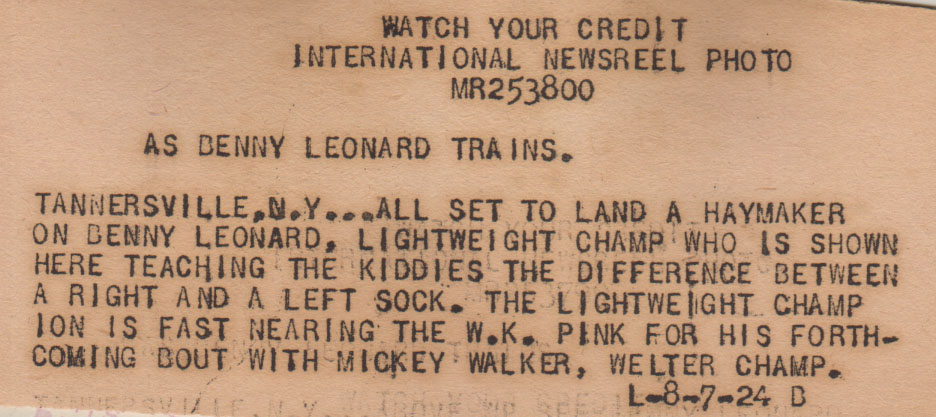 WATCH YOUR CREDIT
INTERNATIONAL NEWSREEL PHOTO
MR253800
AS BENNY LEONARD TRAINS.
TANNERSVILLE,N.Y...ALL SET TO LAND A HAYMAKER
ON BENNY LEONARD, LIGHTWEIGHT CHAMP WHO IS SHOWN
HERE TEACHING THE KIDDIES THE DIFFERENCE BETWEEN
A RIGHT AND A LEFT SOCK. THE LIGHTWEIGHT CHAMP
ION IS FAST NEARING THE W.K. PINK FOR HIS FORTH-
COMING BOUT WITH MICKEY WALKER, WELTER CHAMP.
L-8-7-24 B
TANNERSVILLE,N.Y.